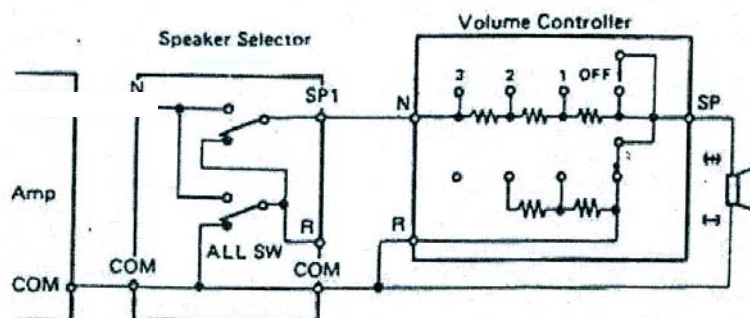 Volume Controller
Speaker Selector
3 2 1 OFF
N SP1 N SP
(+)
Amp
(-)
R R
ALL SW
COM COM COM